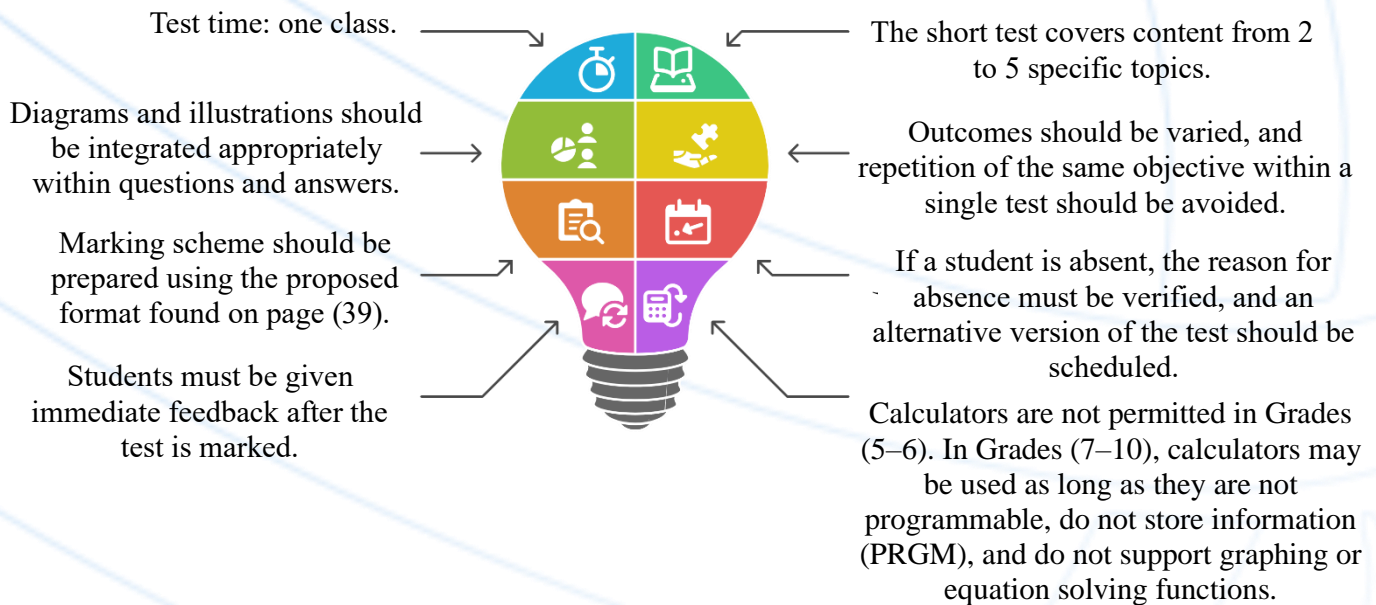 Test time: one class.
Diagrams and illustrations should
be integrated appropriately
within questions and answers.
Marking scheme should be
prepared using the proposed
format found on page (39).
Students must be given
immediate feedback after the
test is marked.
The short test covers content from 2
to 5 specific topics.
Outcomes should be varied, and
repetition of the same objective within a
single test should be avoided.
If a student is absent, the reason for
absence must be verified, and an
alternative version of the test should be
scheduled.
Calculators are not permitted in Grades
(5–6). In Grades (7–10), calculators may
be used as long as they are not
programmable, do not store information
(PRGM), and do not support graphing or
equation solving functions.